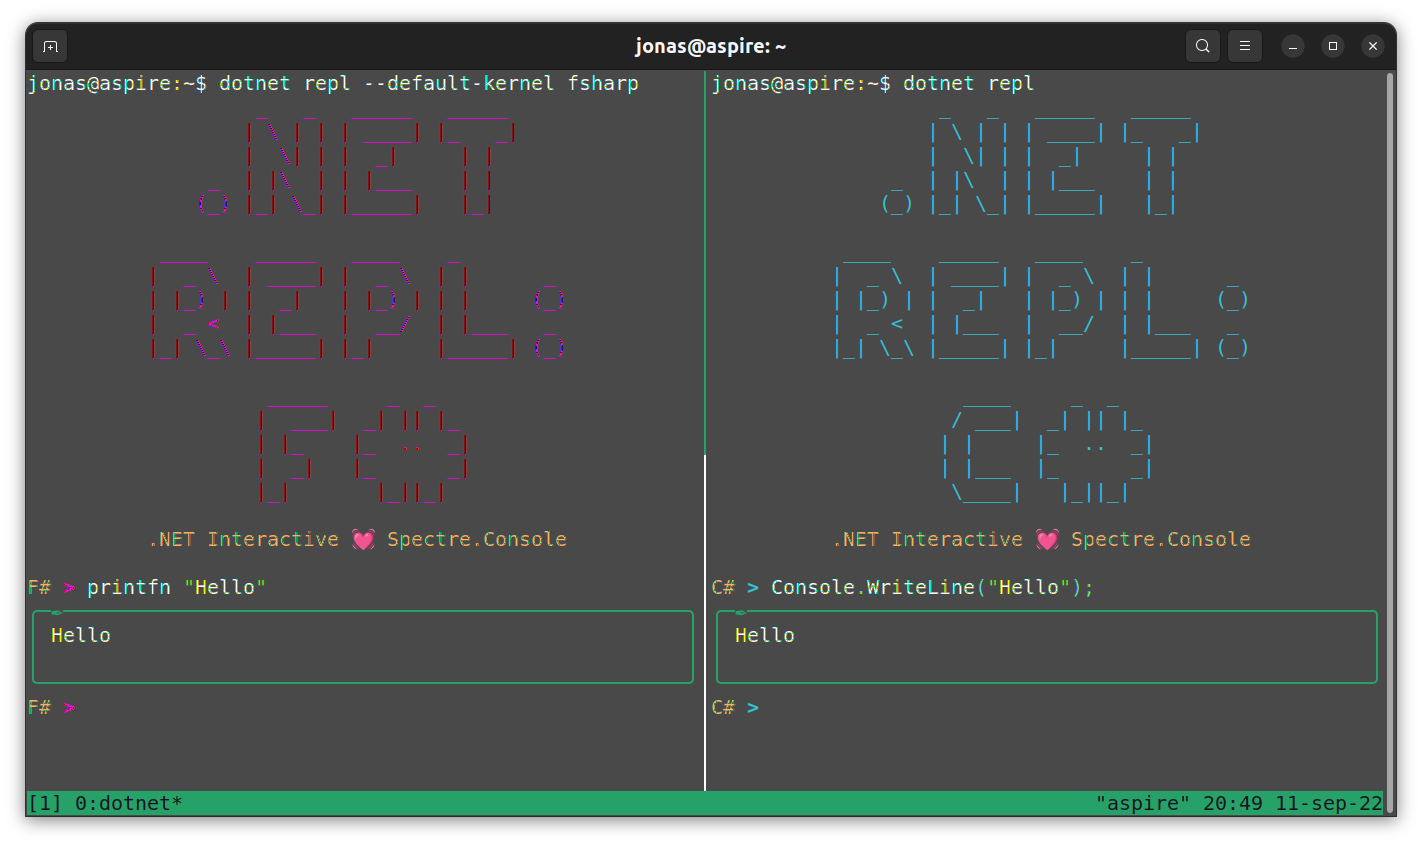 jonas@aspire: ~
jonas@aspire:~$ dotnet repl --default-kernel fsharp
.NET
REPL:
F#
.NET Interactive 💓 Spectre.Console
F# > printfn "Hello"
Hello
F# >
jonas@aspire:~$ dotnet repl
.NET
REPL:
C#
.NET Interactive 💓 Spectre.Console
C# > Console.WriteLine("Hello");
Hello
C# >
[1] 0:dotnet* "aspire" 20:49 11-sep-22